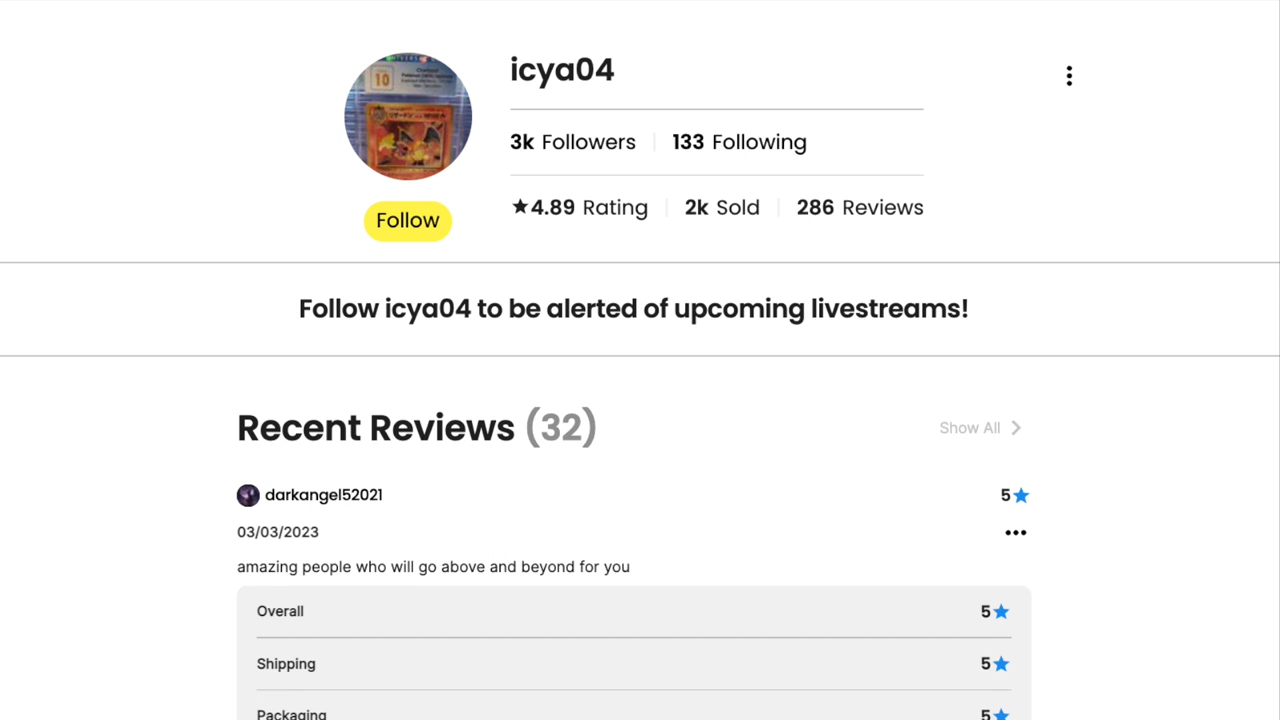 icya04
3k Followers 133 Following
★4.89 Rating 2k Sold 286 Reviews
10
Follow
Follow icya04 to be alerted of upcoming livestreams!
Recent Reviews (32)
Show All
darkangel52021 5
03/03/2023
amazing people who will go above and beyond for you
Overall 5
Shipping 5
Packaging 5